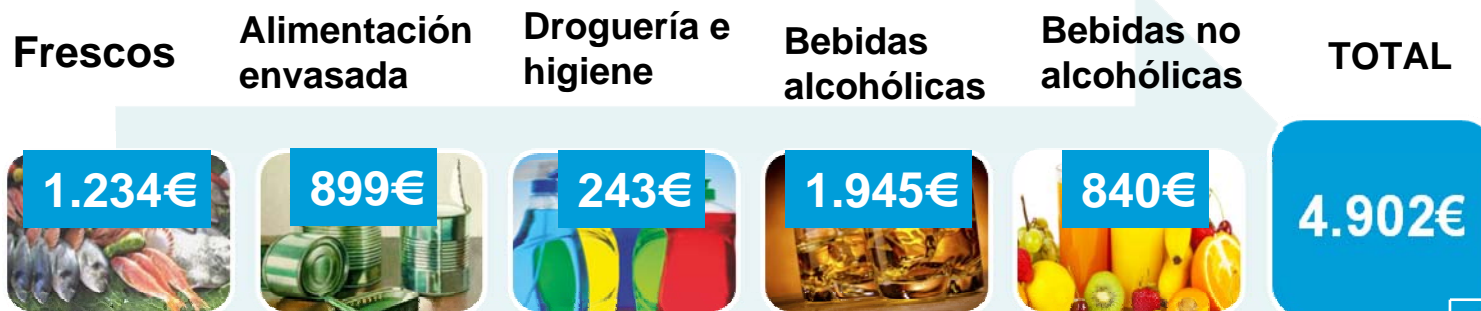 Frescos
Alimentación
envasada
Droguería e
higiene
Bebidas
alcohólicas
Bebidas no
alcohólicas
TOTAL
1.234€
899€
243€
1.945€
840€
4.902€